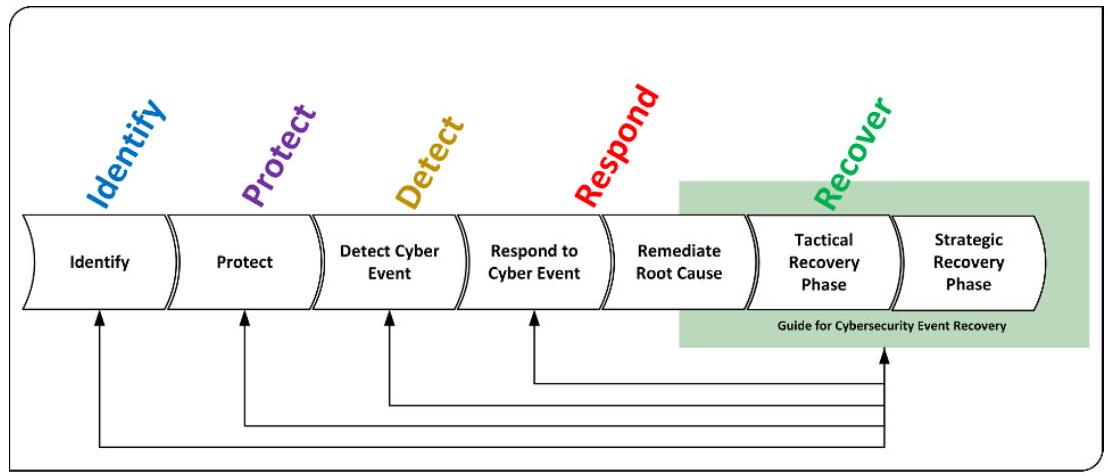 Identify
Protect
Detect
Respond
Recover
Identify
Protect
Detect Cyber
Event
Respond to
Cyber Event
Remediate
Root Cause
Tactical
Recovery
Phase
Strategic
Recovery
Phase
Guide for Cybersecurity Event Recovery